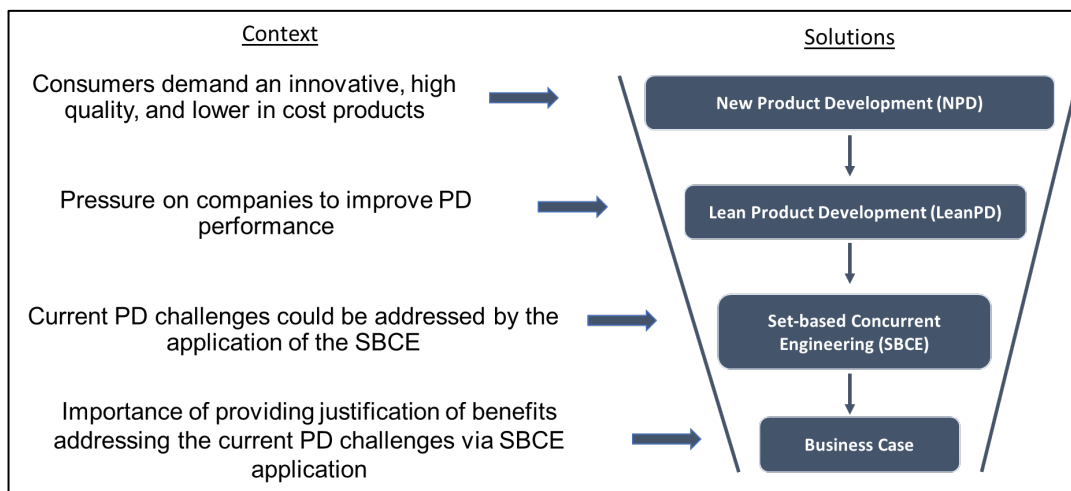 Context
Solutions
Consumers demand an innovative, high
quality, and lower in cost products
New Product Development (NPD)
Pressure on companies to improve PD
performance
Lean Product Development (LeanPD)
Current PD challenges could be addressed by the
application of the SBCE
Set-based Concurrent
Engineering (SBCE)
Importance of providing justification of benefits
addressing the current PD challenges via SBCE
application
Business Case